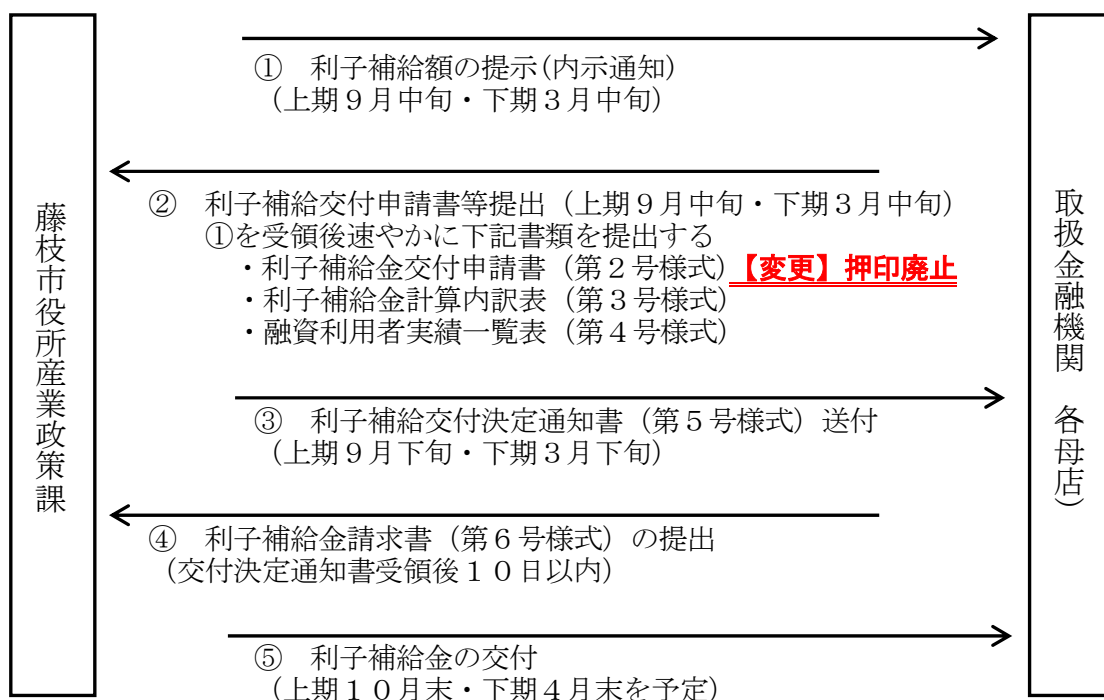 藤枝市役所産業政策課
①　利子補給額の提示(内示通知)
（上期９月中旬・下期３月中旬）
②　利子補給交付申請書等提出（上期９月中旬・下期３月中旬）
①を受領後速やかに下記書類を提出する
・利子補給金交付申請書（第２号様式）【変更】押印廃止
・利子補給金計算内訳表（第３号様式）
・融資利用者実績一覧表（第４号様式）
③　利子補給交付決定通知書（第５号様式）送付
（上期９月下旬・下期３月下旬）
④　利子補給金請求書（第６号様式）の提出
（交付決定通知書受領後１０日以内）
⑤　利子補給金の交付
（上期１０月末・下期４月末を予定）
取扱金融機関　各母店）